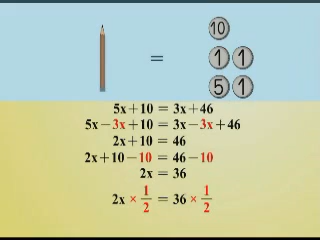 10
= 1 1
5 1
5x+10 = 3x+46
5x−3x+10 = 3x−3x+46
2x+10 = 46
2x+10−10 = 46−10
2x = 36
2x × 1/2 = 36 × 1/2